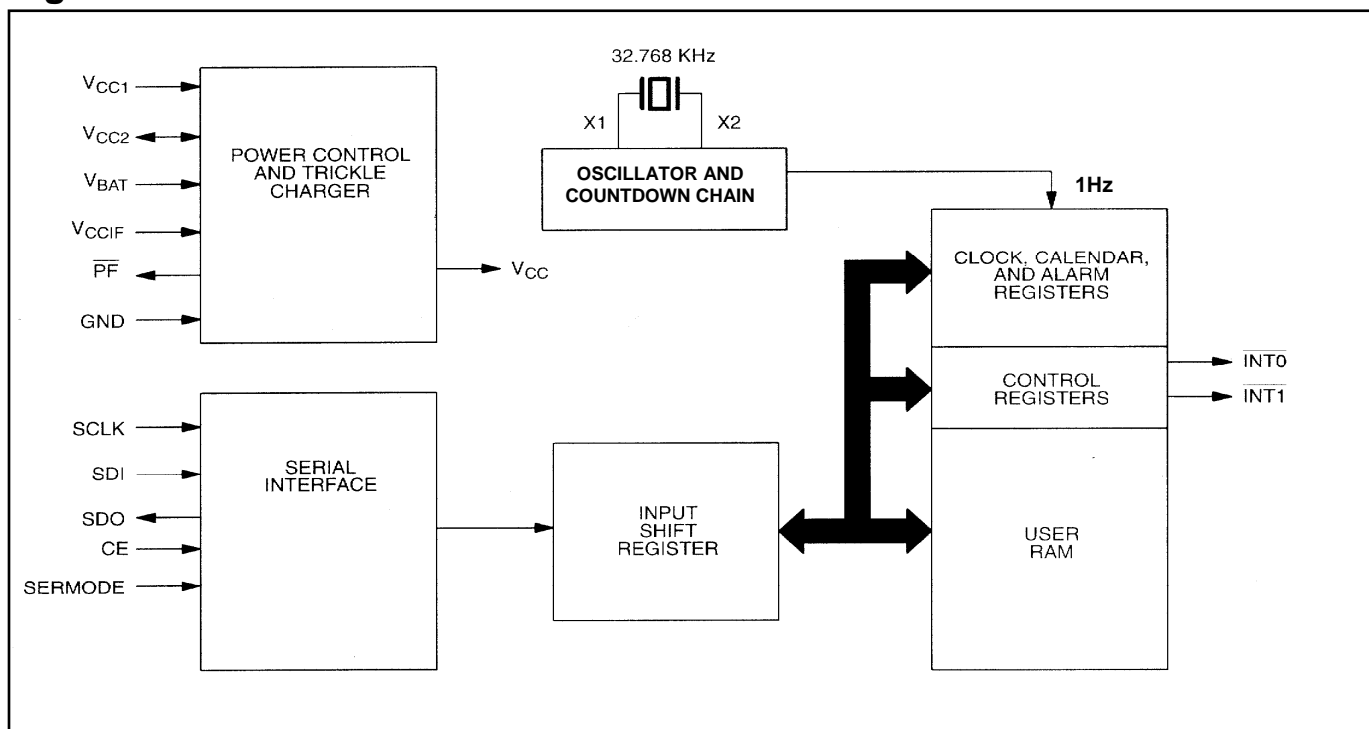 32.768 KHz
X1
X2
OSCILLATOR AND
COUNTDOWN CHAIN
1Hz
VCC1
VCC2
VBAT
VCCIF
PF
GND
POWER CONTROL
AND TRICKLE
CHARGER
VCC
CLOCK, CALENDAR,
AND ALARM
REGISTERS
CONTROL
REGISTERS
INT0
INT1
USER
RAM
SCLK
SDI
SDO
CE
SERMODE
SERIAL
INTERFACE
INPUT
SHIFT
REGISTER